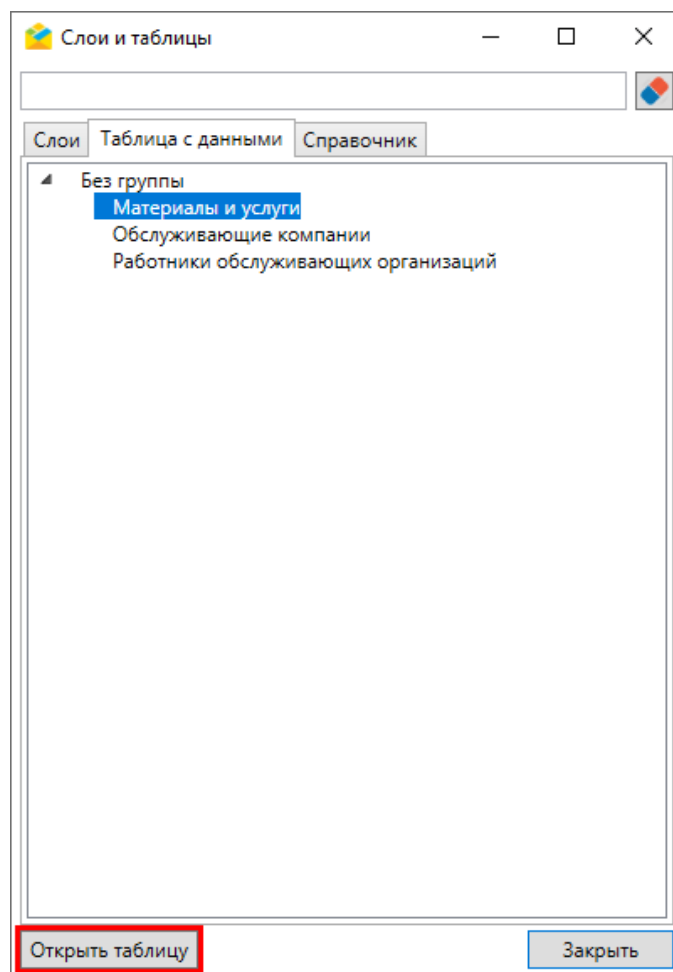 Слои и таблицы
Слои Таблица с данными Справочник
Без группы
Материалы и услуги
Обслуживающие компании
Работники обслуживающих организаций
Открыть таблицу Закрыть